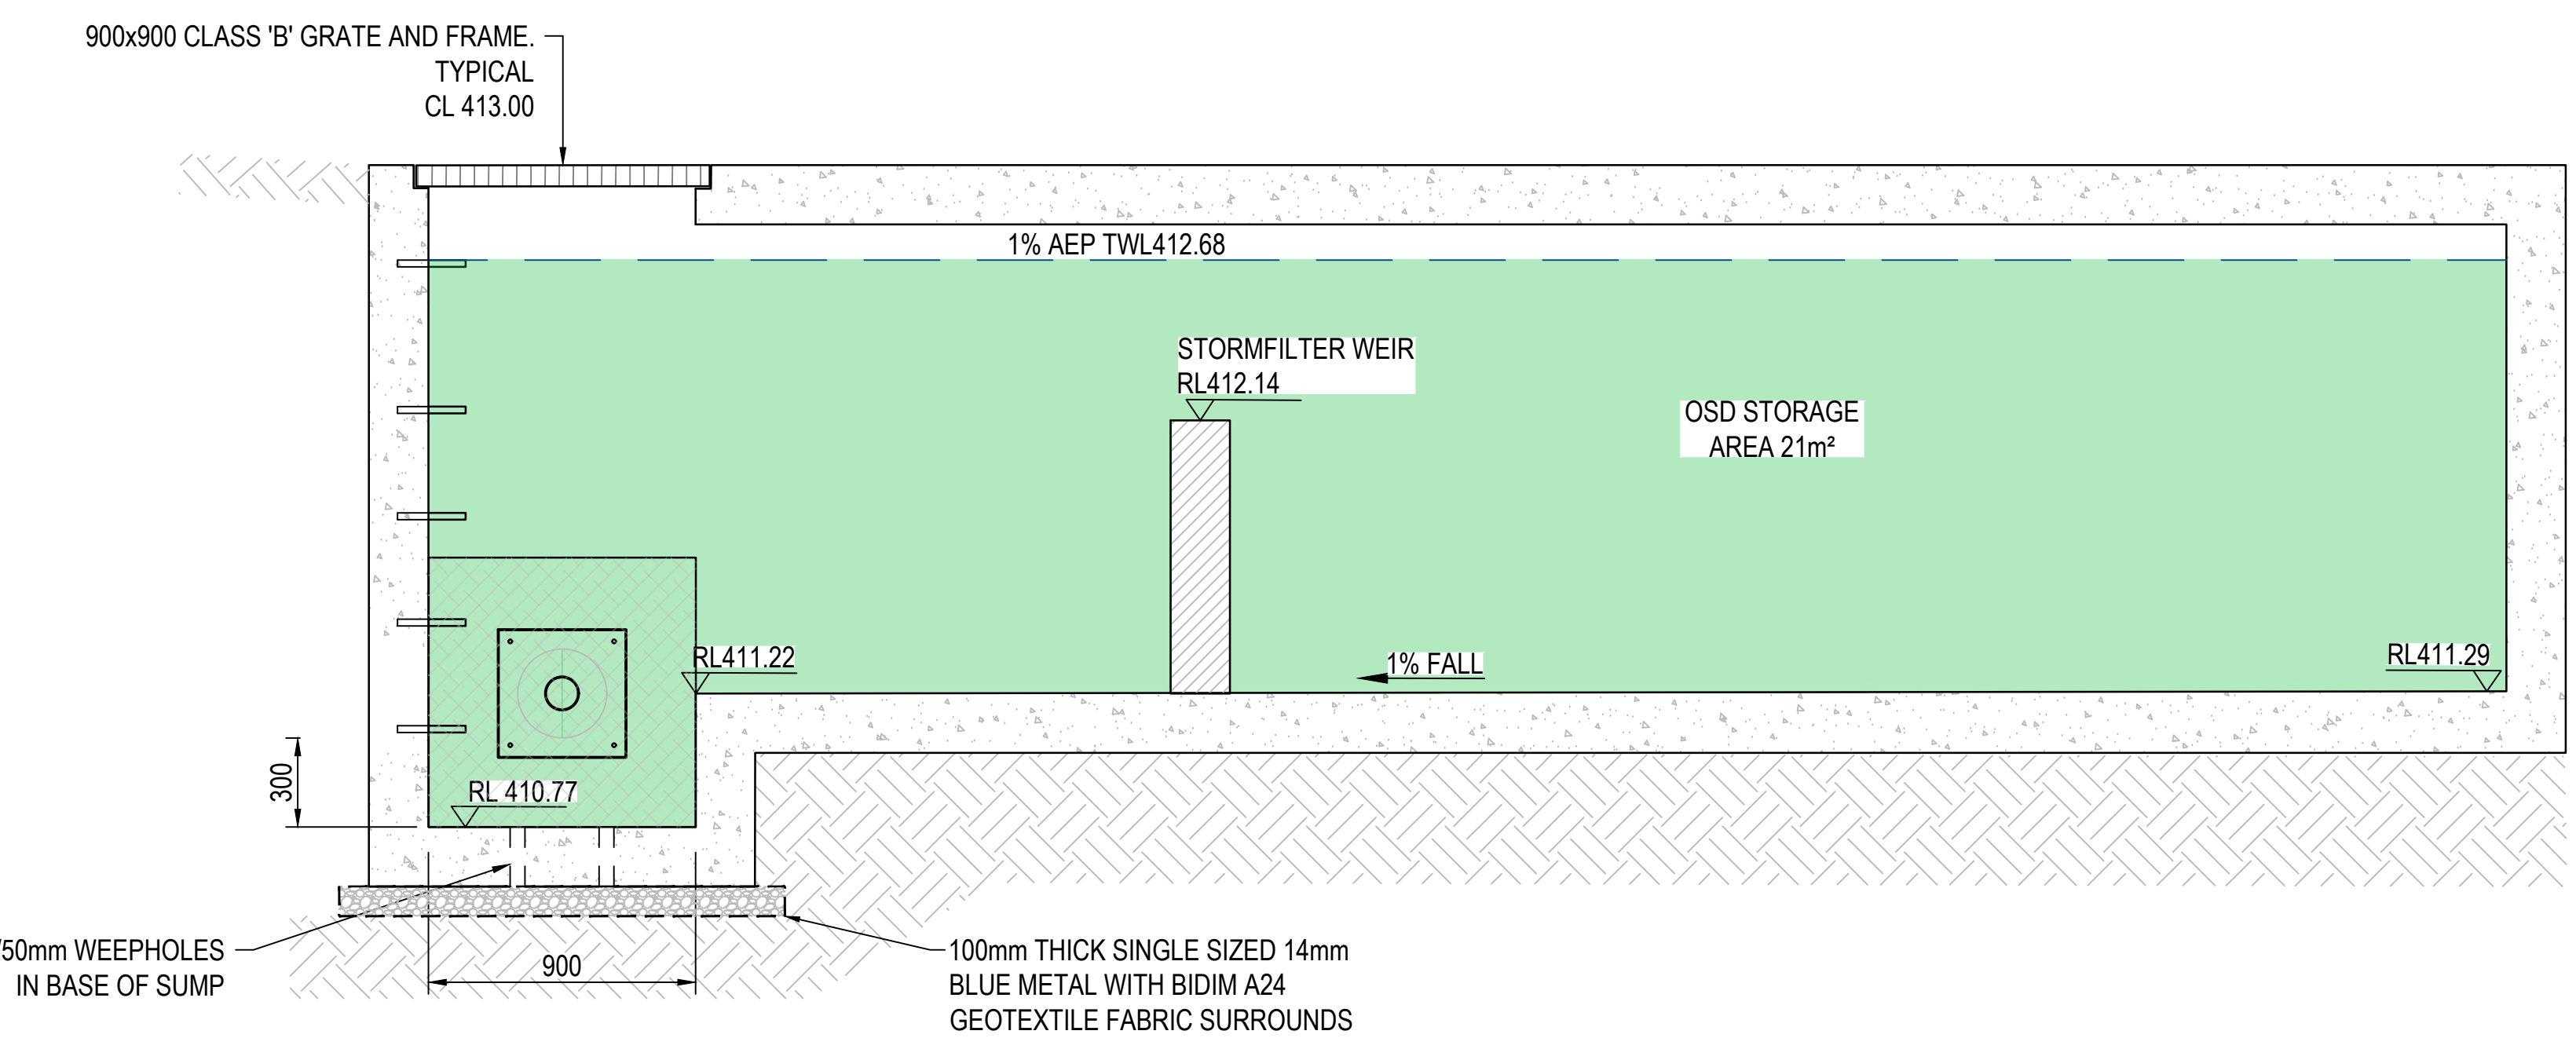 900x900 CLASS 'B' GRATE AND FRAME.
TYPICAL
CL 413.00
1% AEP TWL412.68
STORMFILTER WEIR
RL412.14
OSD STORAGE
AREA 21m²
RL411.22
1% FALL
RL411.29
300
RL 410.77
50mm WEEPHOLES
IN BASE OF SUMP
900
100mm THICK SINGLE SIZED 14mm
BLUE METAL WITH BIDIM A24
GEOTEXTILE FABRIC SURROUNDS